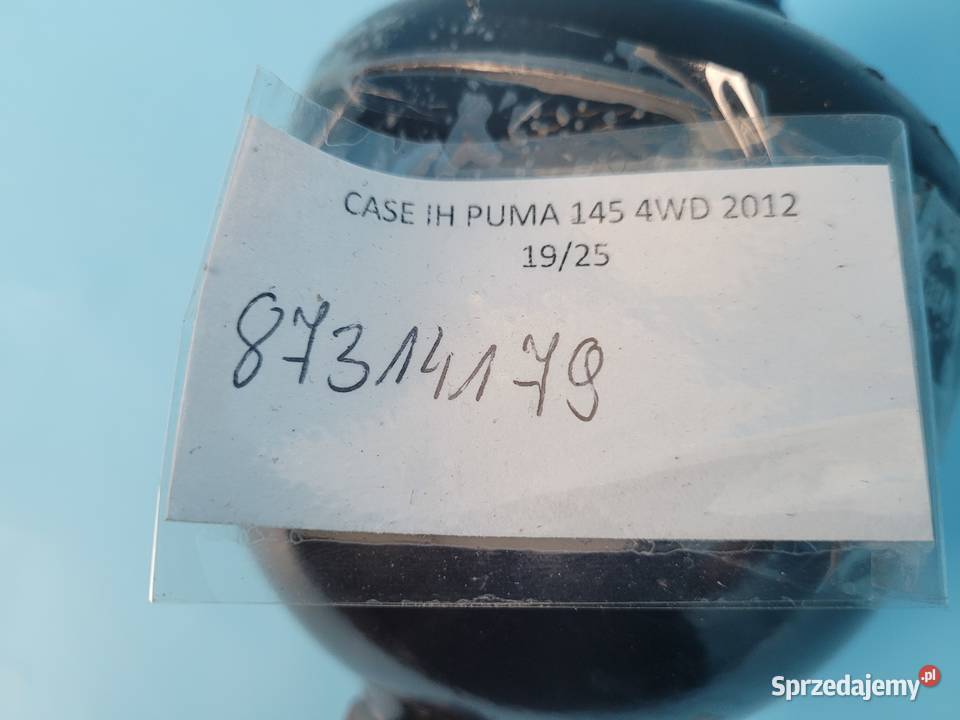 CASE IH PUMA 145 4WD 2012
19/25
87314179
Sprzedajemy.pl